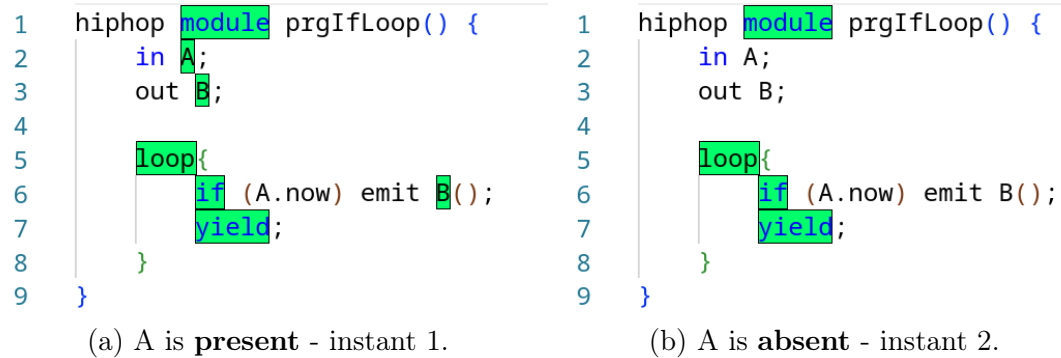 1 hiphop module prgIfLoop() {
2 in A;
3 out B;
4
5 loop{
6 if (A.now) emit B();
7 yield;
8 }
9 }
(a) A is present - instant 1.
1 hiphop module prgIfLoop() {
2 in A;
3 out B;
4
5 loop{
6 if (A.now) emit B();
7 yield;
8 }
9 }
(b) A is absent - instant 2.